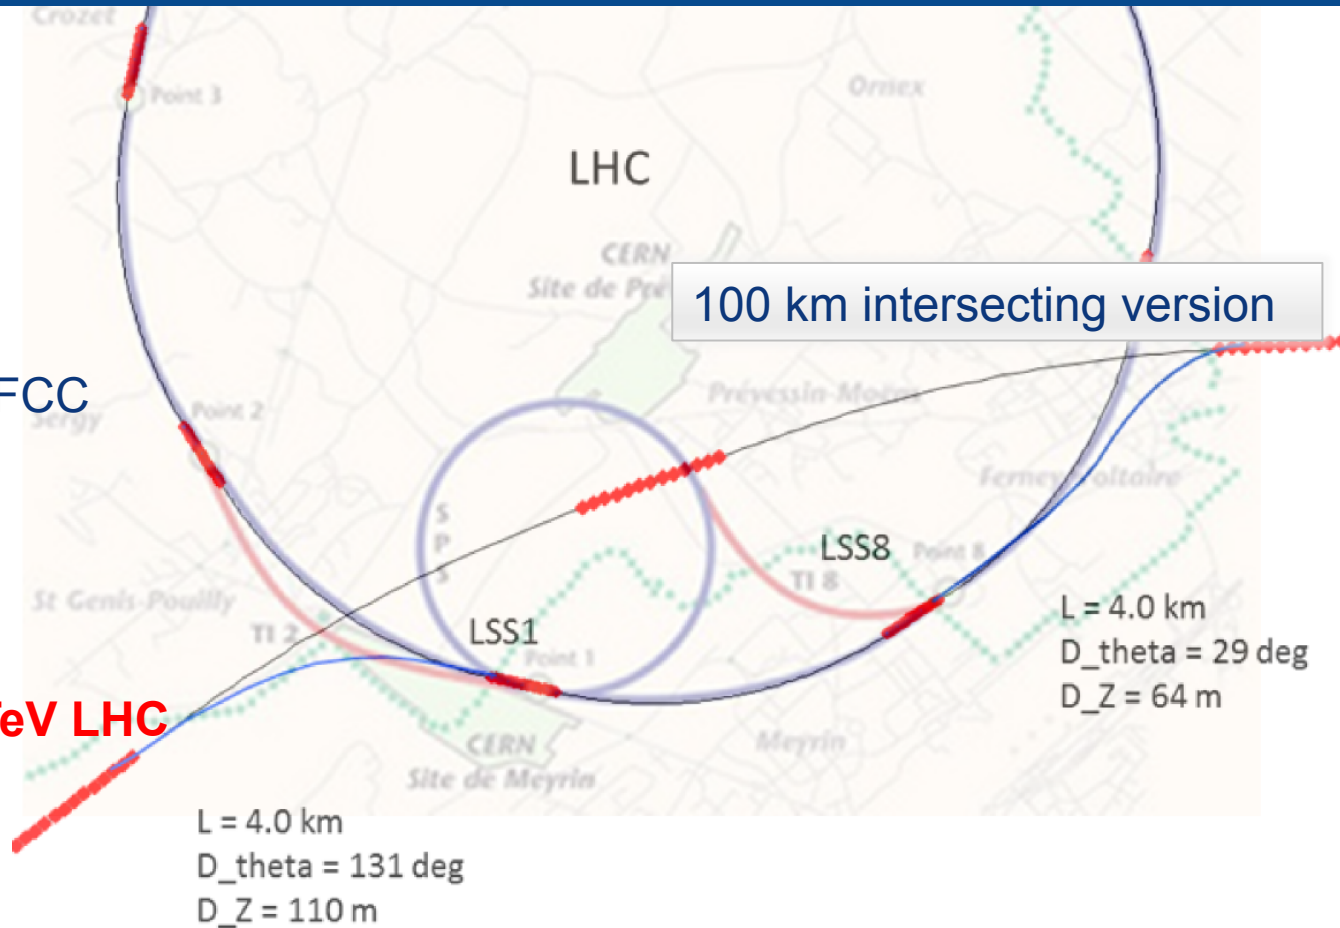 Crozet
Point 3
Ornex
LHC
CERN
Site de Pré
100 km intersecting version
FCC
Sergy
Point 2
Prévessin-Moëns
Ferney Voltaire
S
P
S
LSS8
Point 8
TI 8
St Genis-Pouilly
TI 2
LSS1
Point 1
L = 4.0 km
D_theta = 29 deg
D_Z = 64 m
TeV LHC
CERN
Site de Meyrin
Meyrin
L = 4.0 km
D_theta = 131 deg
D_Z = 110 m